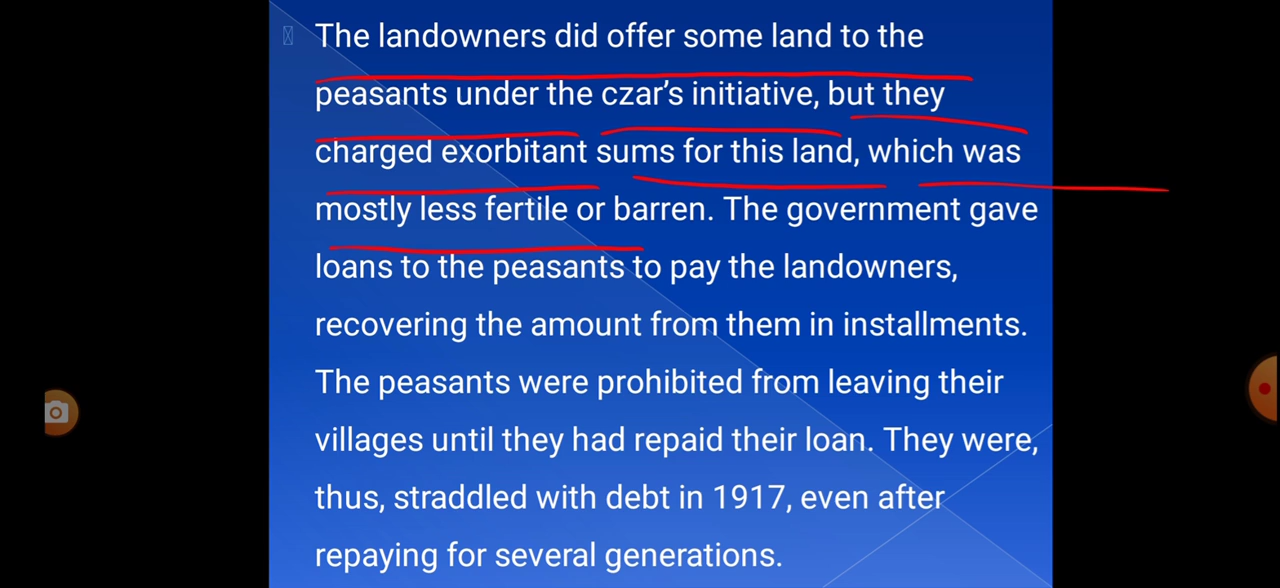 The landowners did offer some land to the
peasants under the czar’s initiative, but they
charged exorbitant sums for this land, which was
mostly less fertile or barren. The government gave
loans to the peasants to pay the landowners,
recovering the amount from them in installments.
The peasants were prohibited from leaving their
villages until they had repaid their loan. They were,
thus, straddled with debt in 1917, even after
repaying for several generations.